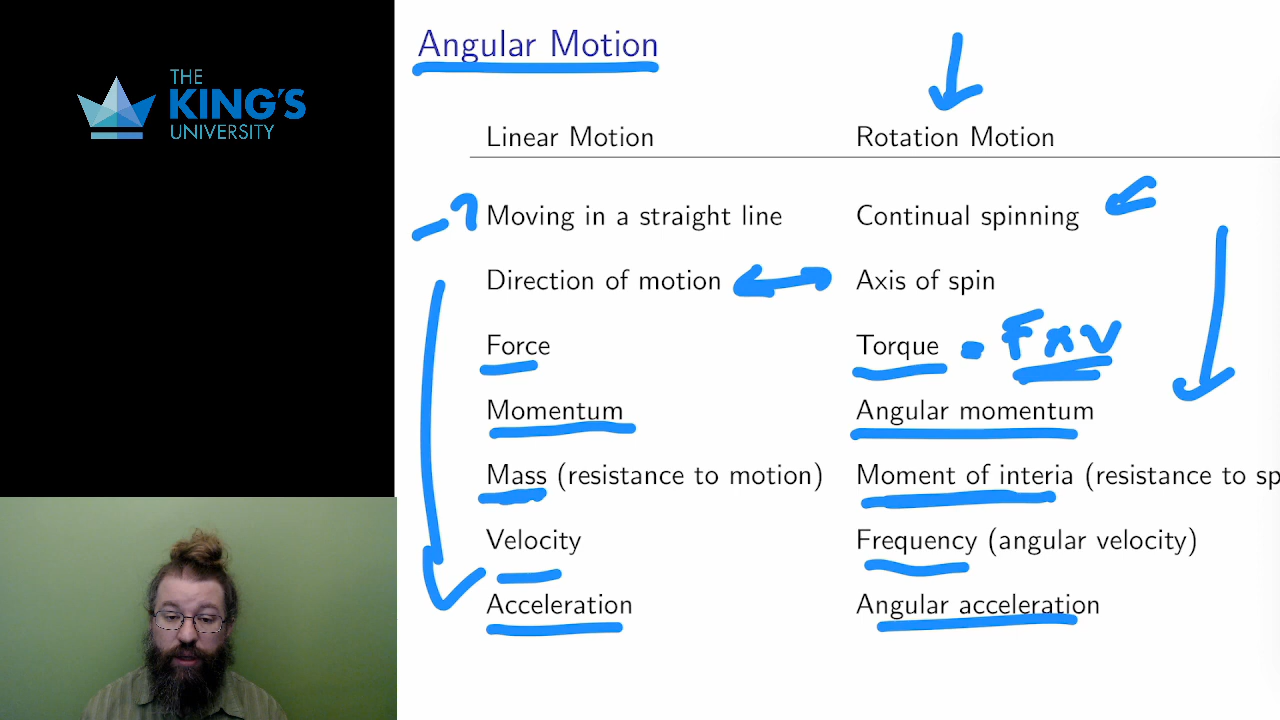 THE
KING'S
UNIVERSITY
Angular Motion
Linear Motion Rotation Motion
Moving in a straight line Continual spinning
Direction of motion Axis of spin
Force Torque = F x
Momentum Angular momentum
Mass (resistance to motion) Moment of interia (resistance to sp
Velocity Frequency (angular velocity)
Acceleration Angular acceleration